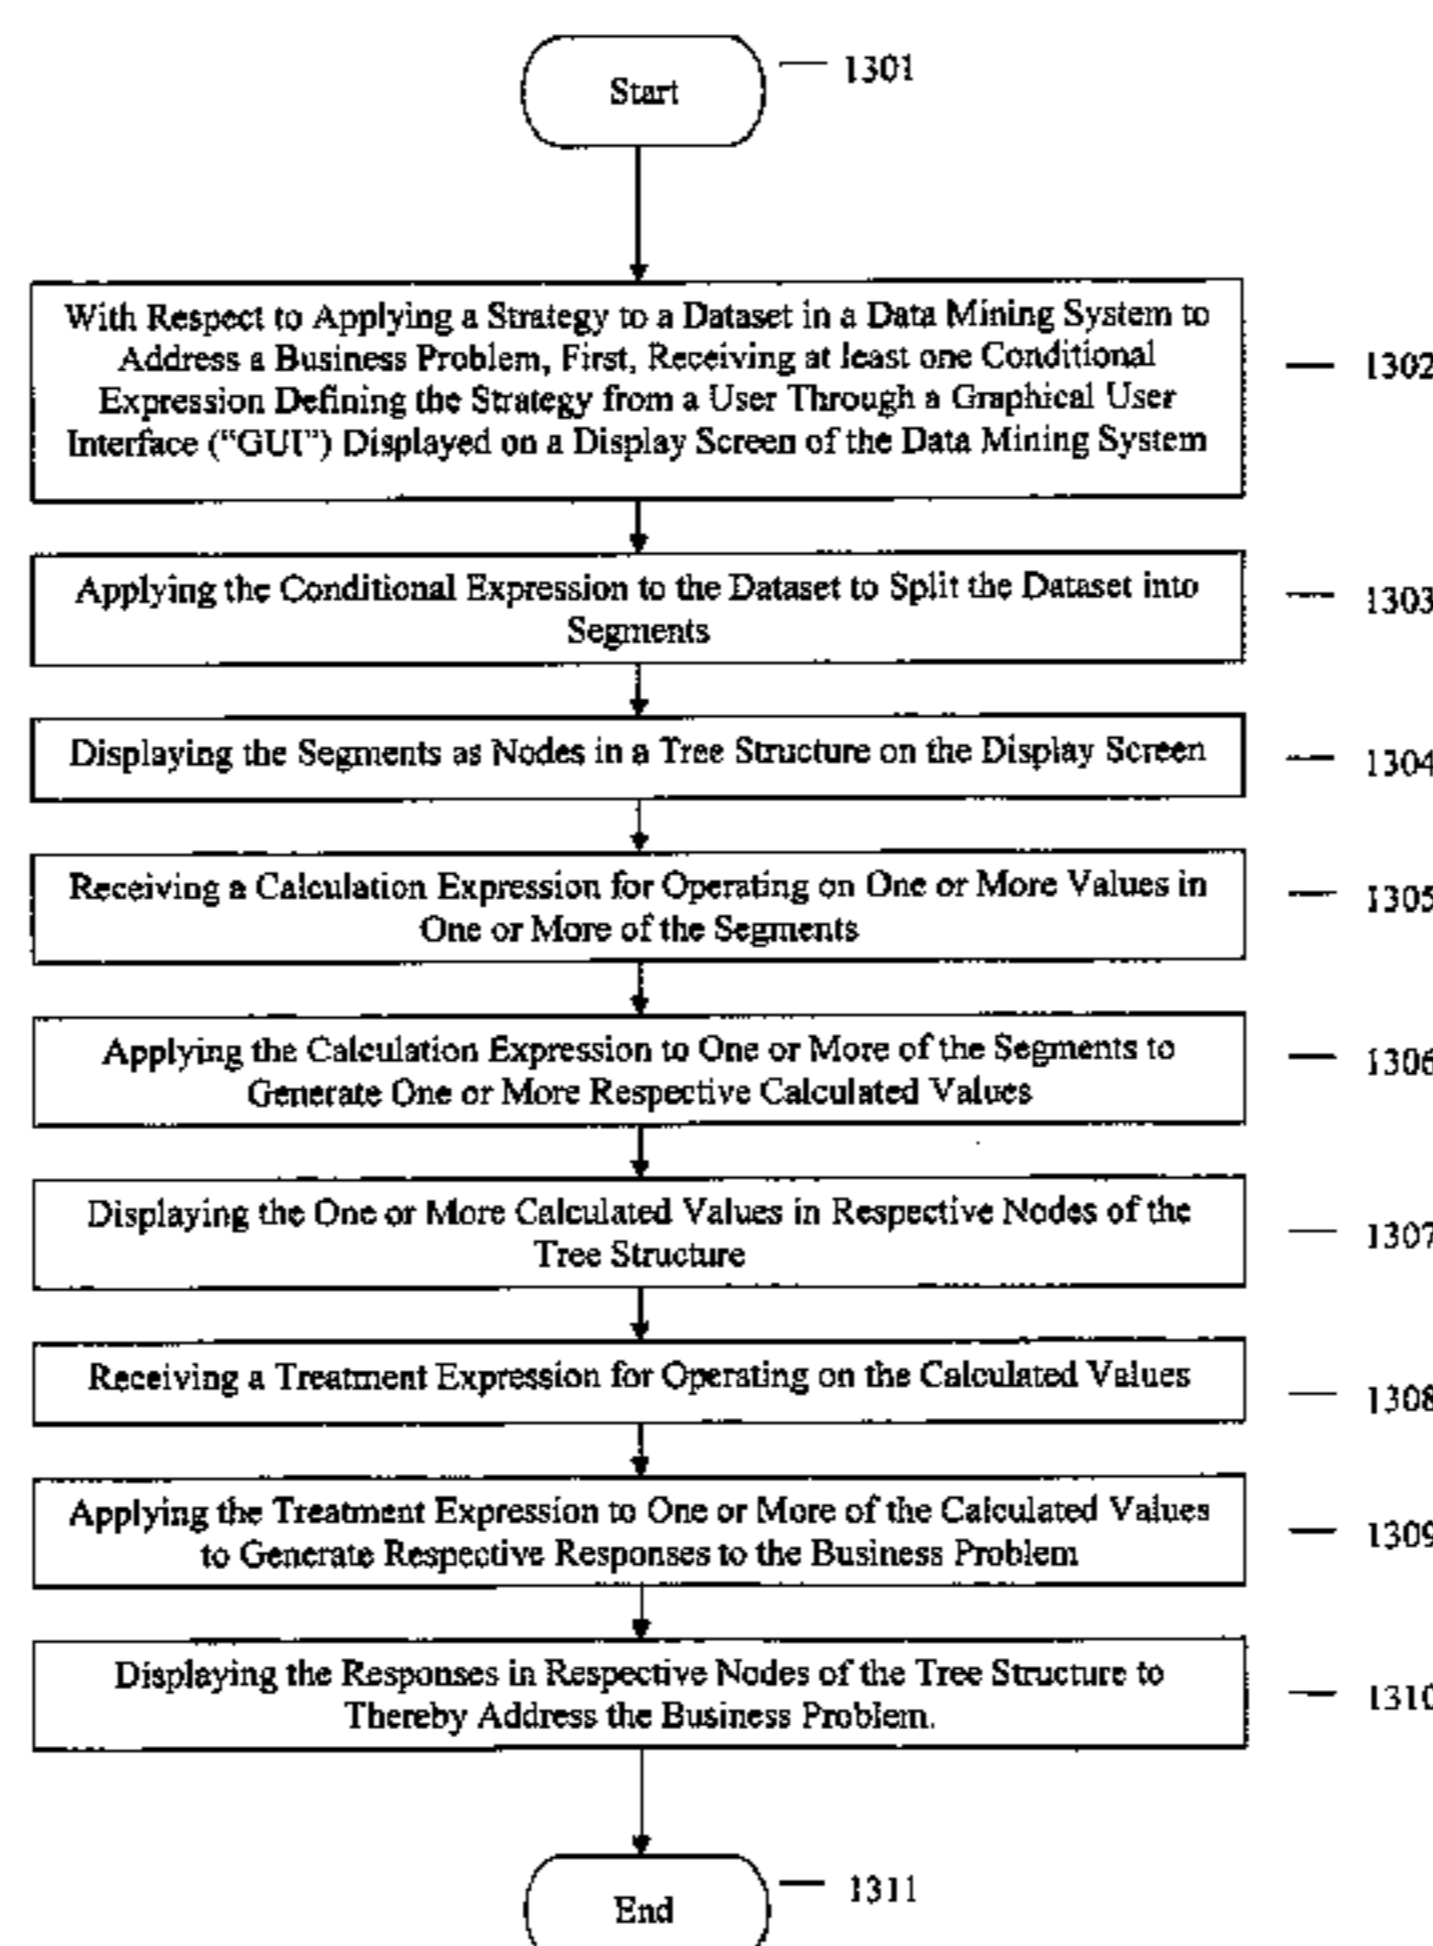 Start
1301
With Respect to Applying a Strategy to a Dataset in a Data Mining System to
Address a Business Problem, First, Receiving at least one Conditional
Expression Defining the Strategy from a User Through a Graphical User
Interface (“GUI”) Displayed on a Display Screen of the Data Mining System
1302
Applying the Conditional Expression to the Dataset to Split the Dataset into
Segments
1303
Displaying the Segments as Nodes in a Tree Structure on the Display Screen
1304
Receiving a Calculation Expression for Operating on One or More Values in
One or More of the Segments
1305
Applying the Calculation Expression to One or More of the Segments to
Generate One or More Respective Calculated Values
1306
Displaying the One or More Calculated Values in Respective Nodes of the
Tree Structure
1307
Receiving a Treatment Expression for Operating on the Calculated Values
1308
Applying the Treatment Expression to One or More of the Calculated Values
to Generate Respective Responses to the Business Problem
1309
Displaying the Responses in Respective Nodes of the Tree Structure to
Thereby Address the Business Problem.
1310
End
1311